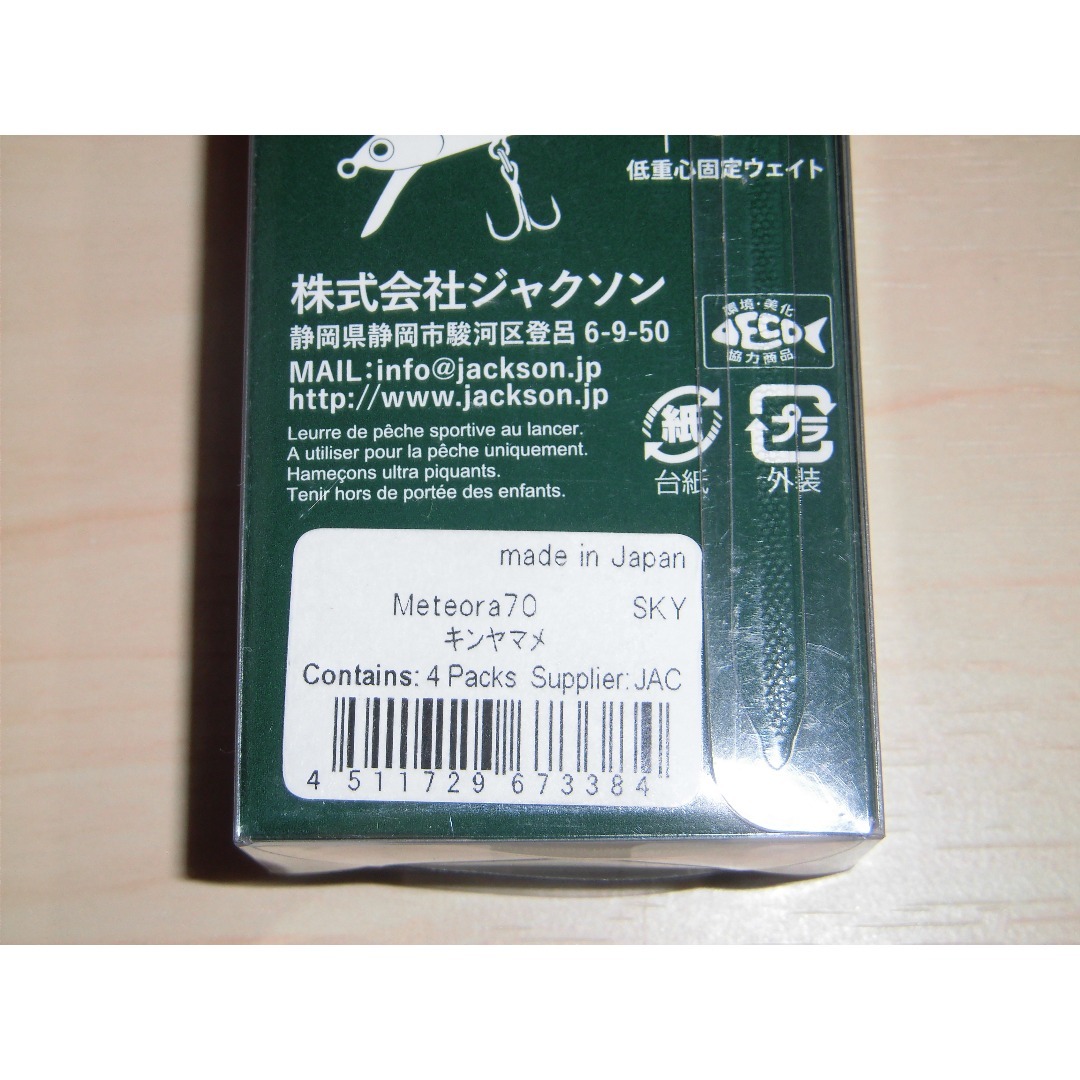 低重心固定ウェイト
株式会社ジャクソン
静岡県静岡市駿河区登呂 6-9-50
MAIL:info@jackson.jp
http://www.jackson.jp
環境・美化
ECO
協力商品
紙
プラ
台紙
外装
Leurre de pêche sportive au lancer.
A utiliser pour la pêche uniquement.
Hameçons ultra piquants.
Tenir hors de portée des enfants.
made in Japan
Meteora70 SKY
キンヤマメ
Contains: 4 Packs Supplier: JAC
4 511729 673384